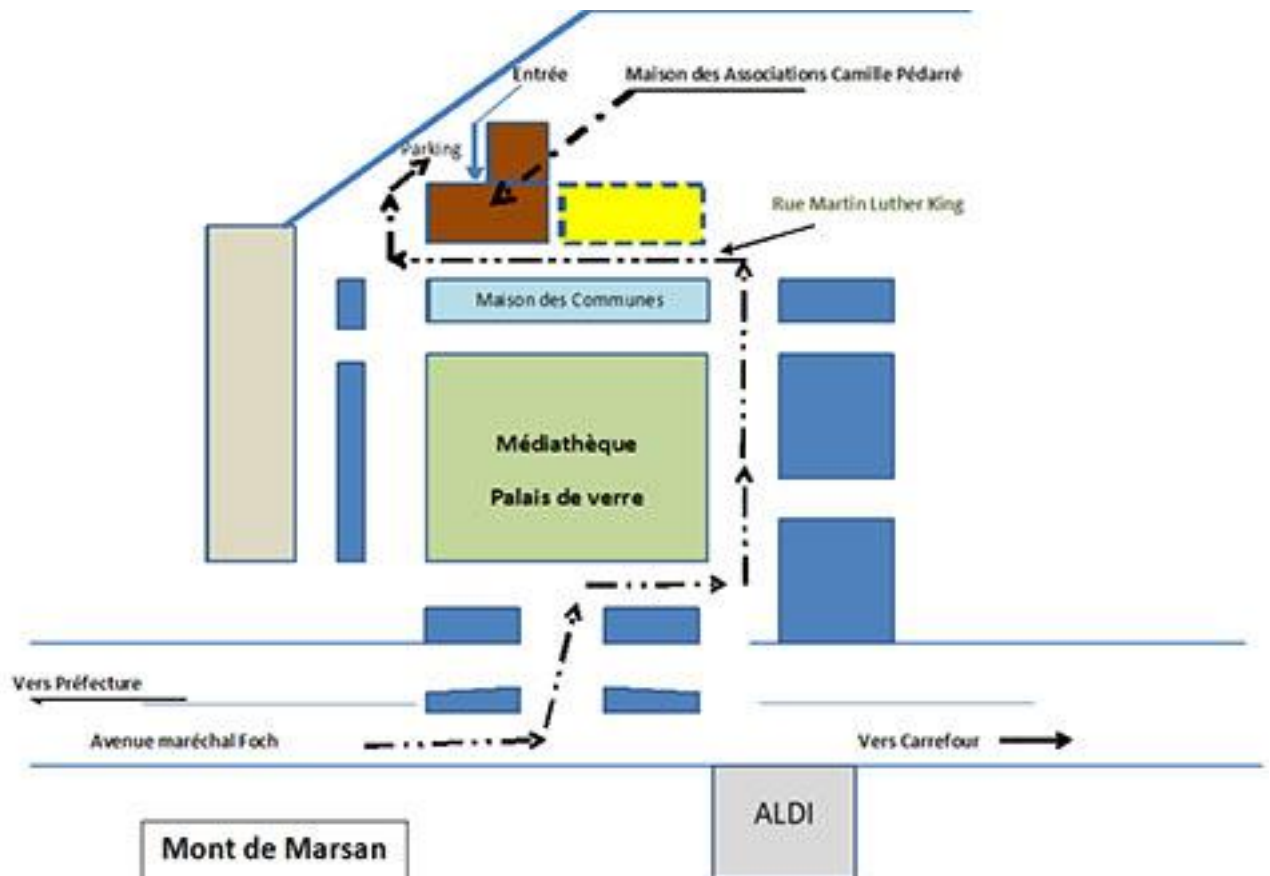 Entrée
Maison des Associations Camille Pédarré
Parking
Rue Martin Luther King
Maison des Communes
Médiathèque
Palais de verre
Vers Préfecture
Avenue maréchal Foch
Vers Carrefour
ALDI
Mont de Marsan